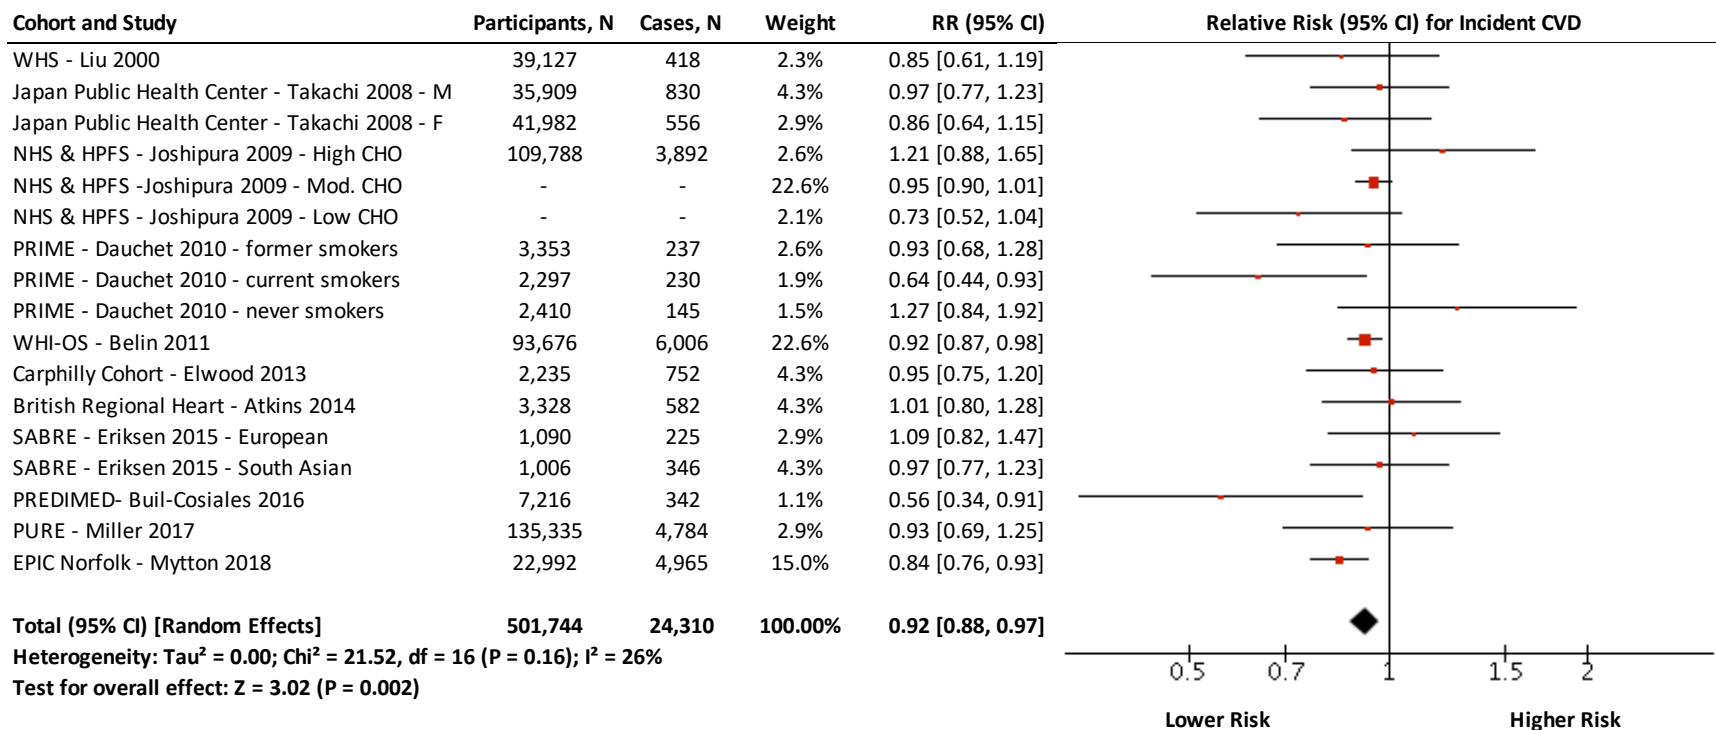 Cohort and Study Participants, N Cases, N Weight RR (95% CI) Relative Risk (95% CI) for Incident CVD
WHS - Liu 2000 39,127 418 2.3% 0.85 [0.61, 1.19]
Japan Public Health Center - Takachi 2008 - M 35,909 830 4.3% 0.97 [0.77, 1.23]
Japan Public Health Center - Takachi 2008 - F 41,982 556 2.9% 0.86 [0.64, 1.15]
NHS & HPFS - Joshipura 2009 - High CHO 109,788 3,892 2.6% 1.21 [0.88, 1.65]
NHS & HPFS -Joshipura 2009 - Mod. CHO - - 22.6% 0.95 [0.90, 1.01]
NHS & HPFS - Joshipura 2009 - Low CHO - - 2.1% 0.73 [0.52, 1.04]
PRIME - Dauchet 2010 - former smokers 3,353 237 2.6% 0.93 [0.68, 1.28]
PRIME - Dauchet 2010 - current smokers 2,297 230 1.9% 0.64 [0.44, 0.93]
PRIME - Dauchet 2010 - never smokers 2,410 145 1.5% 1.27 [0.84, 1.92]
WHI-OS - Belin 2011 93,676 6,006 22.6% 0.92 [0.87, 0.98]
Carphilly Cohort - Elwood 2013 2,235 752 4.3% 0.95 [0.75, 1.20]
British Regional Heart - Atkins 2014 3,328 582 4.3% 1.01 [0.80, 1.28]
SABRE - Eriksen 2015 - European 1,090 225 2.9% 1.09 [0.82, 1.47]
SABRE - Eriksen 2015 - South Asian 1,006 346 4.3% 0.97 [0.77, 1.23]
PREDIMED- Buil-Cosiales 2016 7,216 342 1.1% 0.56 [0.34, 0.91]
PURE - Miller 2017 135,335 4,784 2.9% 0.93 [0.69, 1.25]
EPIC Norfolk - Mytton 2018 22,992 4,965 15.0% 0.84 [0.76, 0.93]
Total (95% CI) [Random Effects] 501,744 24,310 100.00% 0.92 [0.88, 0.97]
Heterogeneity: Tau² = 0.00; Chi² = 21.52, df = 16 (P = 0.16); I² = 26%
Test for overall effect: Z = 3.02 (P = 0.002)
0.5 0.7 1 1.5 2
Lower Risk Higher Risk